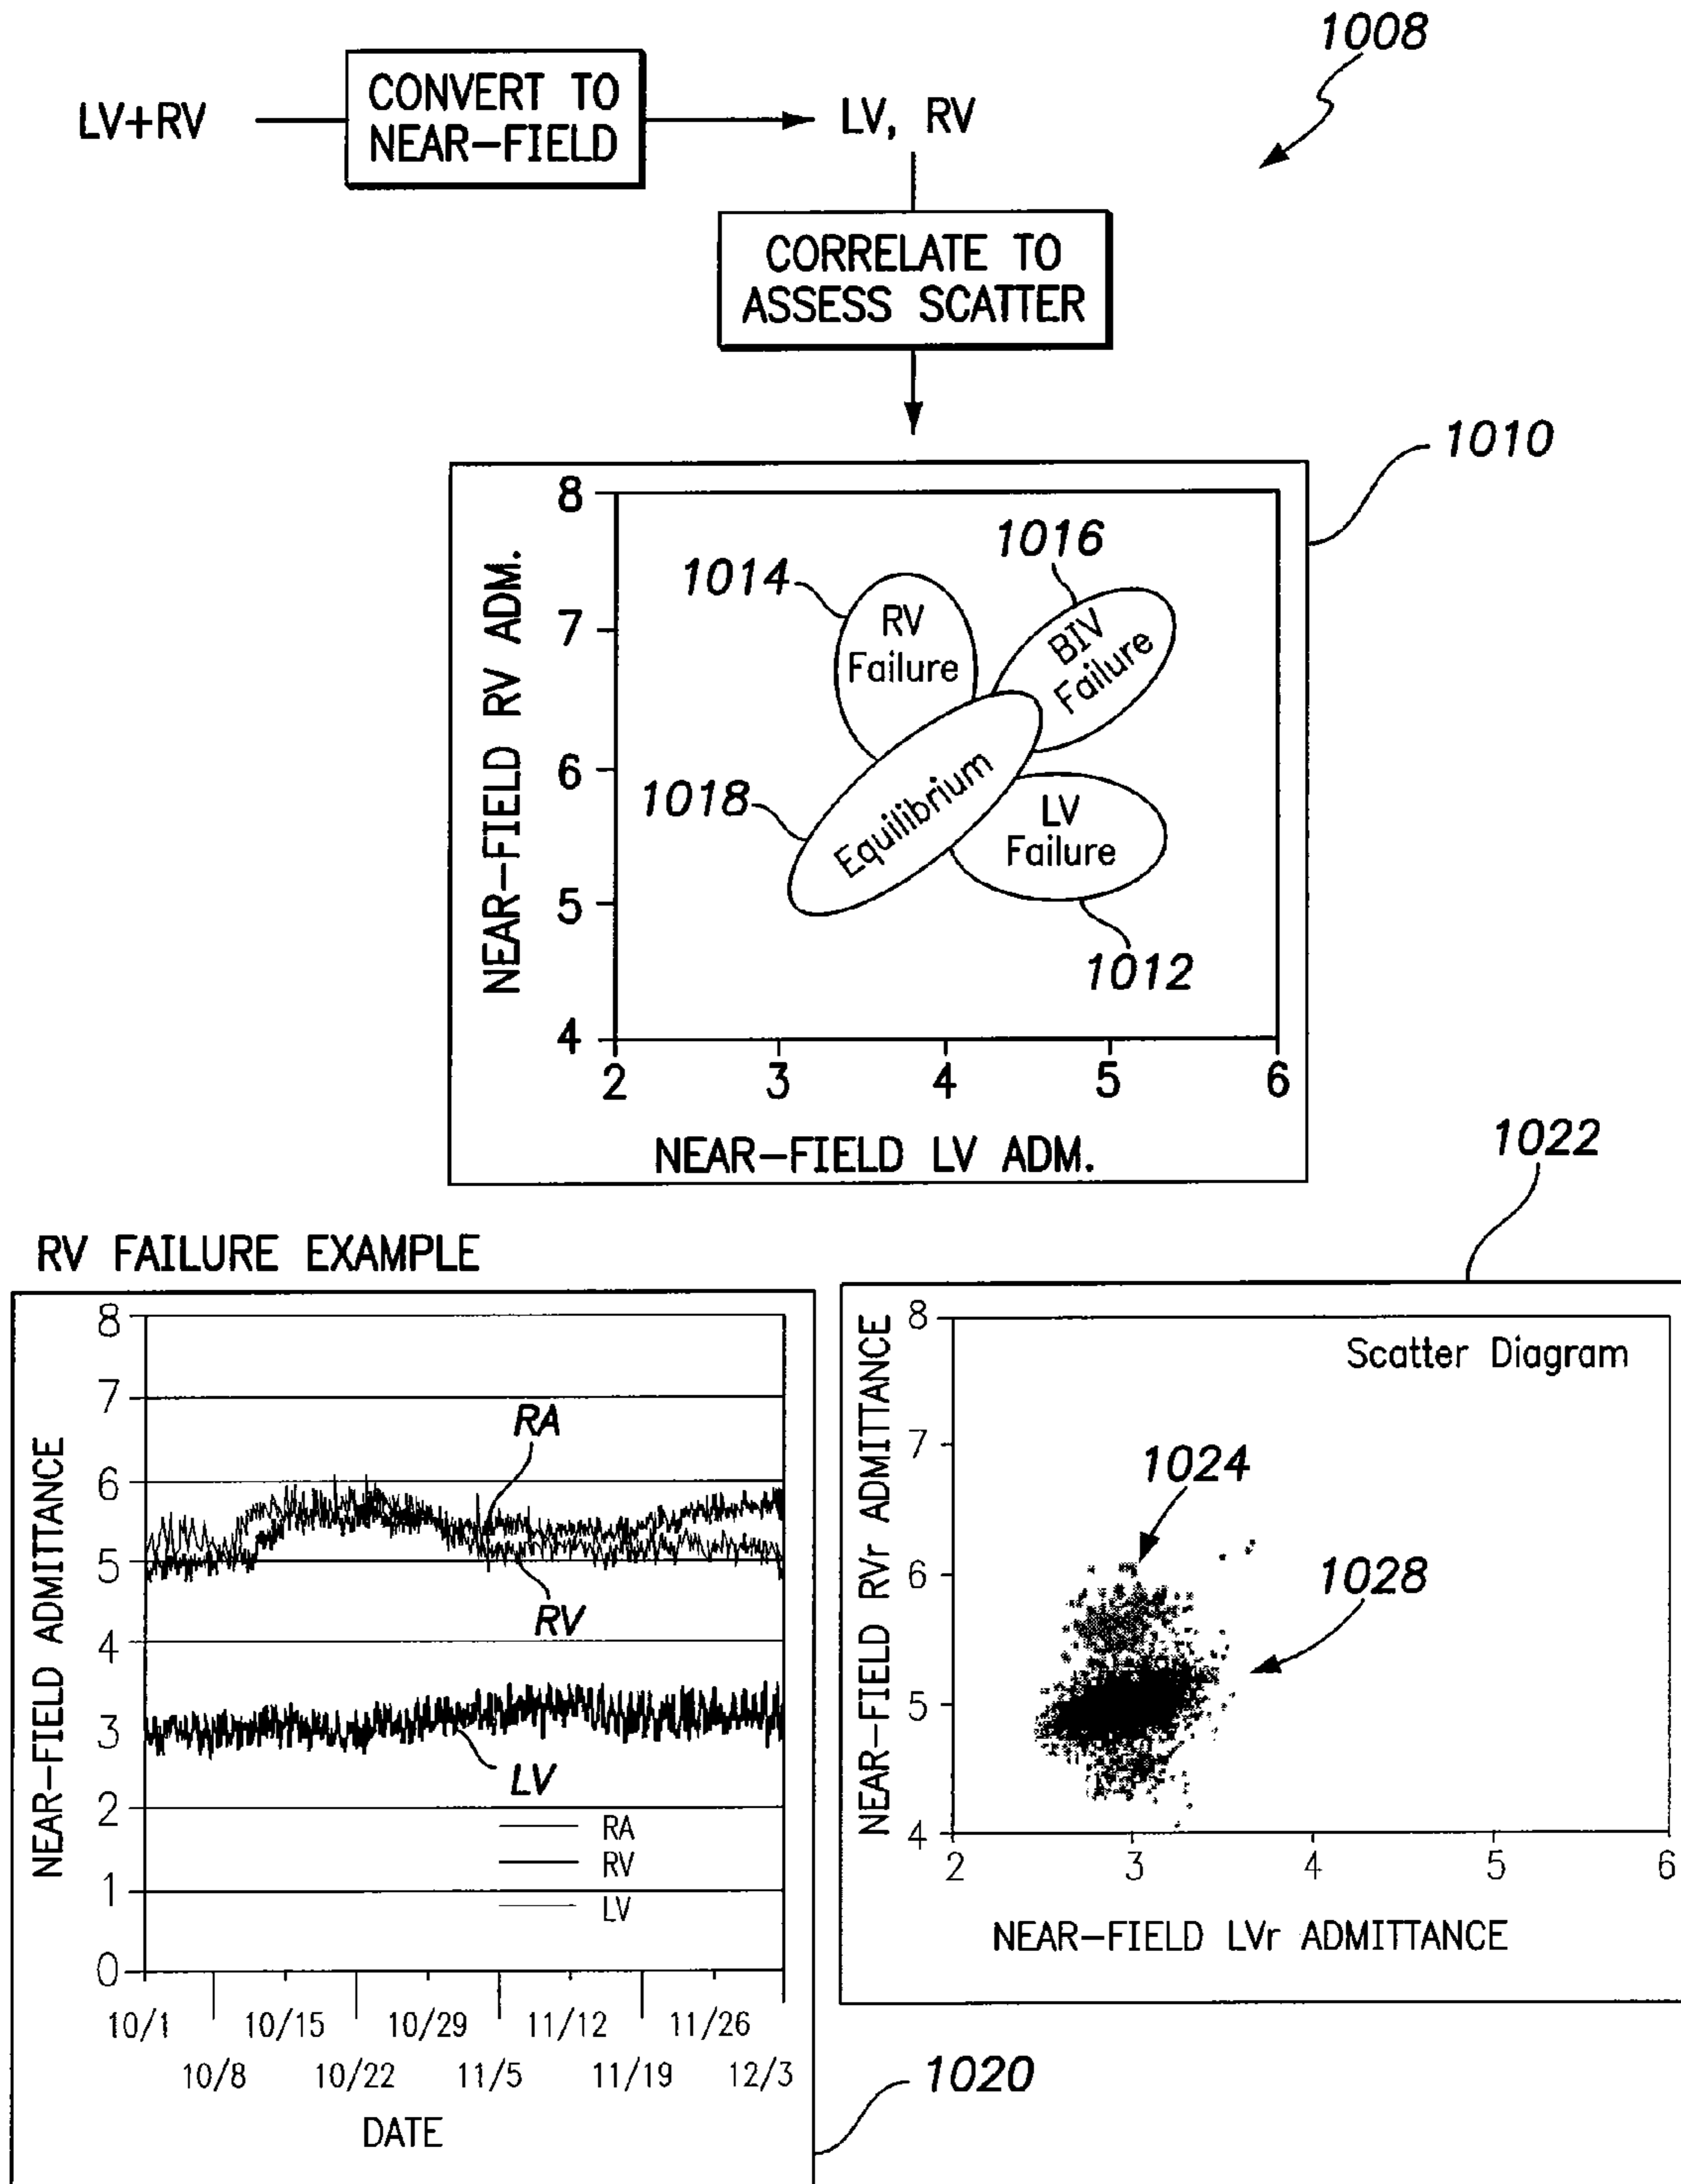 1008
LV+RV
CONVERT TO
NEAR-FIELD
LV, RV
CORRELATE TO
ASSESS SCATTER
1010
NEAR-FIELD RV ADM.
8
7
6
5
4
1014
1016
RV
Failure
BIV
Failure
1018
Equilibrium
LV
Failure
1012
2
3
4
5
6
NEAR-FIELD LV ADM.
1022
RV FAILURE EXAMPLE
NEAR-FIELD ADMITTANCE
8
7
6
5
4
3
2
1
0
RA
RV
LV
RA
RV
LV
10/1
10/15
10/29
11/12
11/26
10/8
10/22
11/5
11/19
12/3
DATE
1020
NEAR-FIELD RVr ADMITTANCE
8
7
6
5
4
Scatter Diagram
1024
1028
2
3
4
5
6
NEAR-FIELD LVr ADMITTANCE